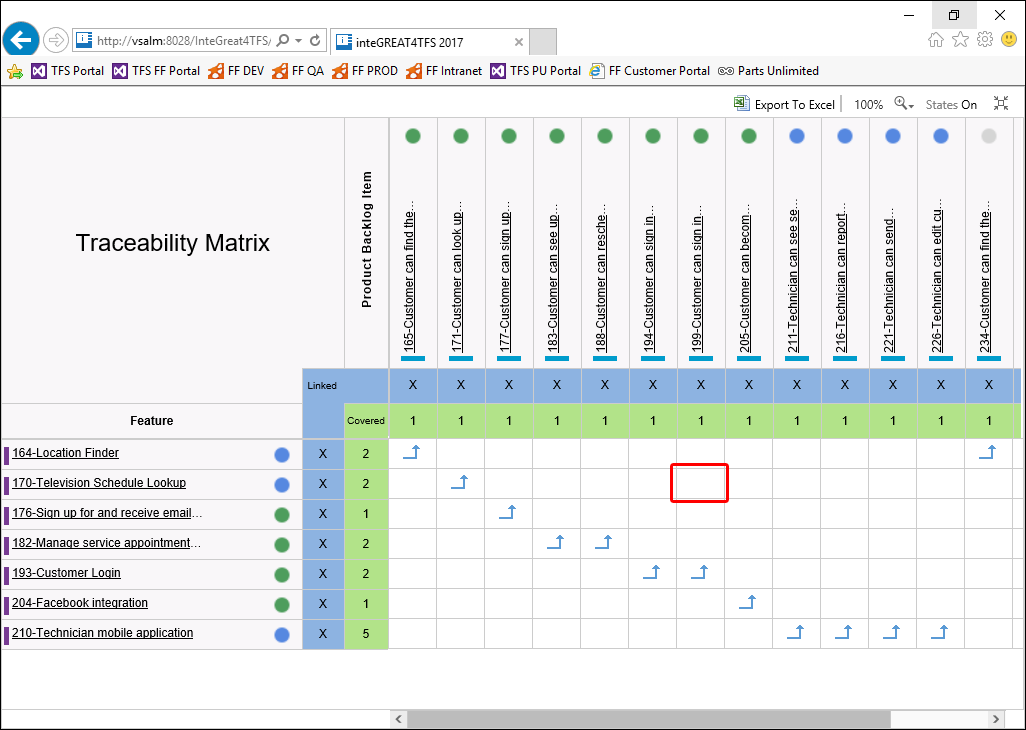 http://vsalm:8028/InteGreat4TFS/
inteGREAT4TFS 2017
TFS Portal TFS FF Portal FF DEV FF QA FF PROD FF Intranet TFS PU Portal FF Customer Portal Parts Unlimited
Export To Excel 100% States On
Traceability Matrix
Product Backlog Item
165-Customer can find the...
171-Customer can look up...
177-Customer can sign up...
183-Customer can see up...
188-Customer can resche...
194-Customer can sign in...
199-Customer can sign in...
205-Customer can becom...
211-Technician can see se...
216-Technician can report...
221-Technician can send...
226-Technician can edit cu...
234-Customer can find the...
Linked X X X X X X X X X X X X X
Feature Covered 1 1 1 1 1 1 1 1 1 1 1 1 1
164-Location Finder X 2
170-Television Schedule Lookup X 2
176-Sign up for and receive email... X 1
182-Manage service appointment... X 2
193-Customer Login X 2
204-Facebook integration X 1
210-Technician mobile application X 5